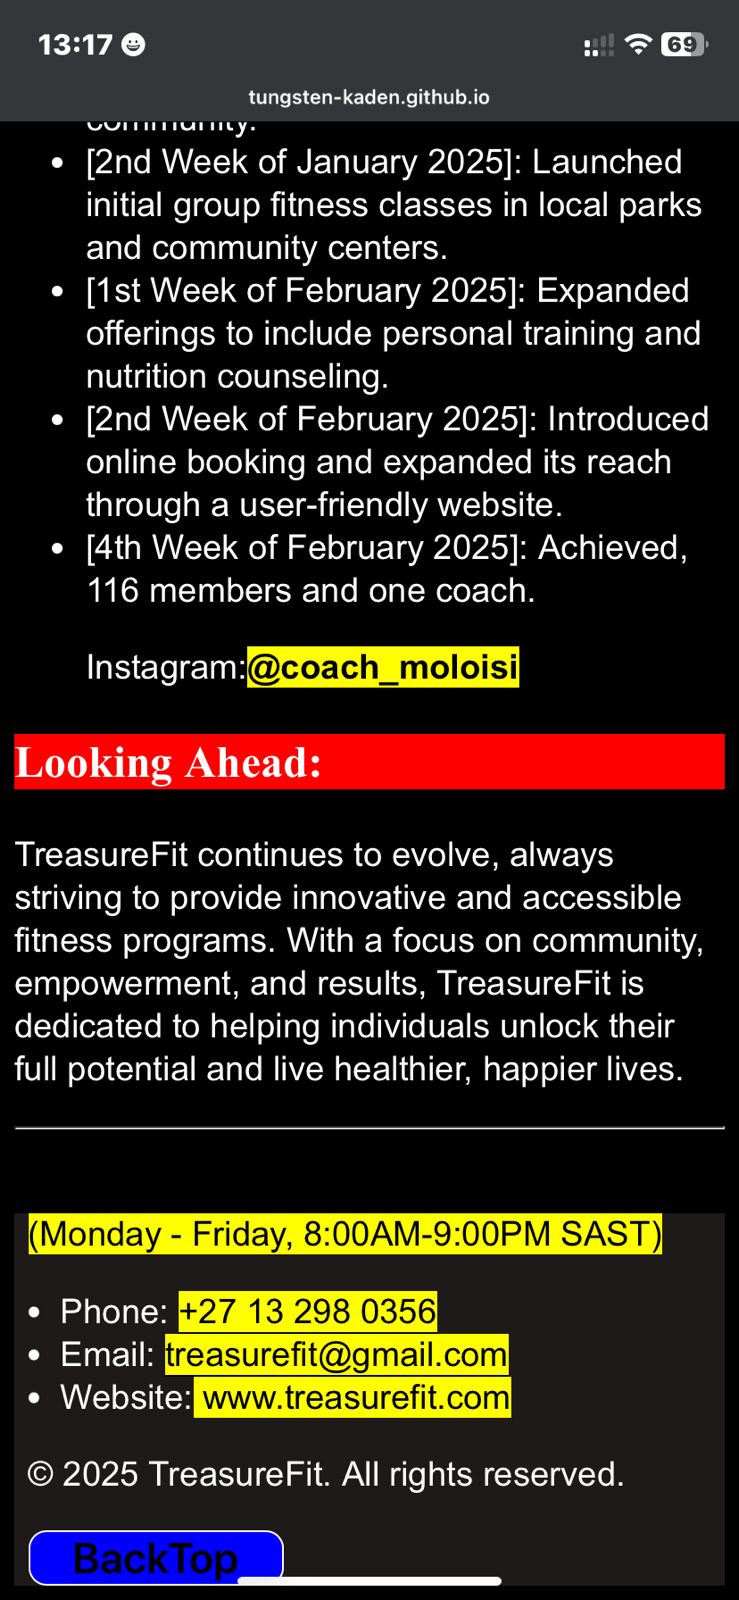 13:17
69
tungsten-kaden.github.io
community.
[2nd Week of January 2025]: Launched
initial group fitness classes in local parks
and community centers.
[1st Week of February 2025]: Expanded
offerings to include personal training and
nutrition counseling.
[2nd Week of February 2025]: Introduced
online booking and expanded its reach
through a user-friendly website.
[4th Week of February 2025]: Achieved,
116 members and one coach.
Instagram:@coach_moloisi
Looking Ahead:
TreasureFit continues to evolve, always
striving to provide innovative and accessible
fitness programs. With a focus on community,
empowerment, and results, TreasureFit is
dedicated to helping individuals unlock their
full potential and live healthier, happier lives.
(Monday - Friday, 8:00AM-9:00PM SAST)
Phone: +27 13 298 0356
Email: treasurefit@gmail.com
Website: www.treasurefit.com
© 2025 TreasureFit. All rights reserved.
BackTop